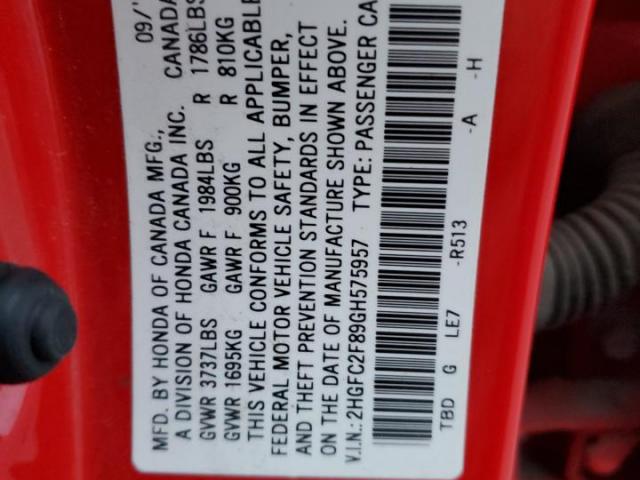 MFD. BY HONDA OF CANADA MFG., 09/
A DIVISION OF HONDA CANADA INC. CANADA
GVWR 3737LBS GAWR F 1984LBS R 1786LBS
GVWR 1695KG GAWR F 900KG R 810KG
THIS VEHICLE CONFORMS TO ALL APPLICABLE
FEDERAL MOTOR VEHICLE SAFETY, BUMPER,
AND THEFT PREVENTION STANDARDS IN EFFECT
ON THE DATE OF MANUFACTURE SHOWN ABOVE.
V.I.N.:2HGFC2F89GH575957 TYPE: PASSENGER CA
TBD G LE7 -R513 -A -H